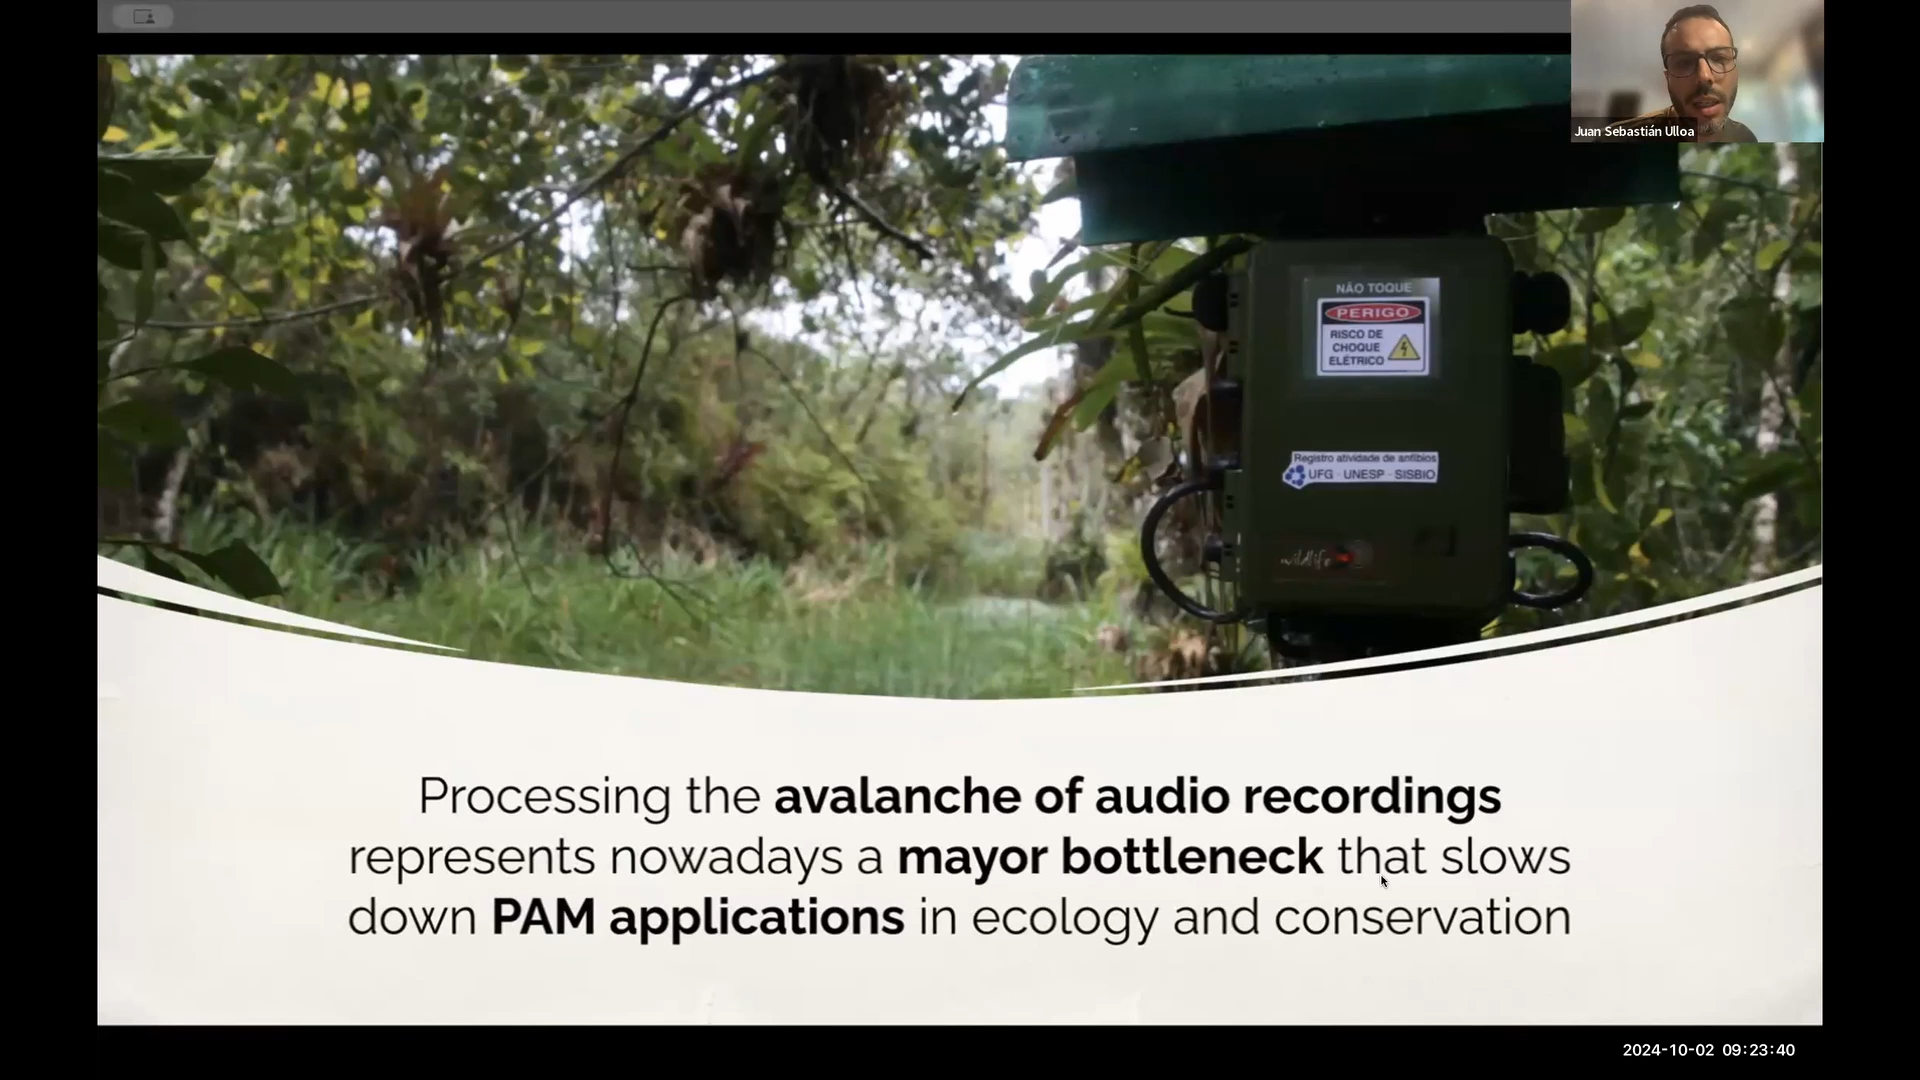 Juan Sebastián Ulloa
NÃO TOQUE
PERIGO
RISCO DE
CHOQUE
ELÉTRICO
Registro atividade de anfíbios
UFG · UNESP · SISBIO
wildlife
Processing the avalanche of audio recordings
represents nowadays a mayor bottleneck that slows
down PAM applications in ecology and conservation
2024-10-02 09:23:40